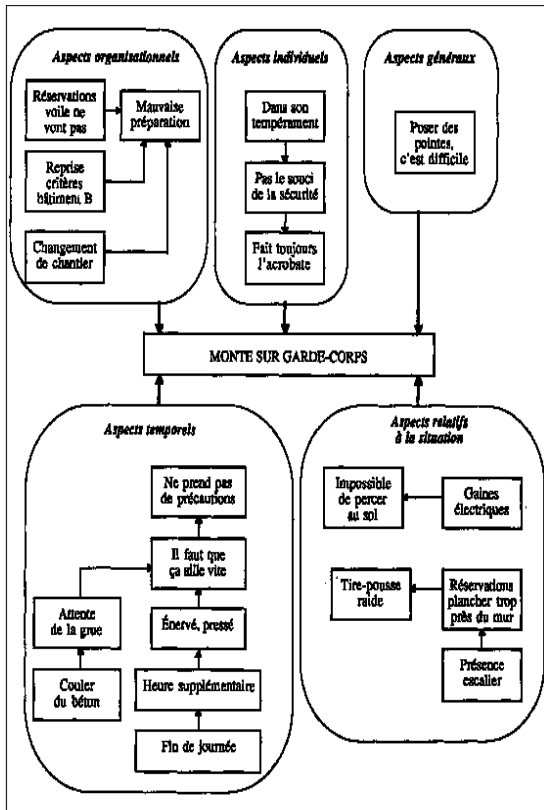 Aspects organisationnels
Réservations
voile ne
vont pas
Mauvaise
préparation
Reprise
critères
bâtiment B
Changement
de chantier
Aspects individuels
Dans son
tempérament
Pas le souci
de la sécurité
Fait toujours
l'acrobate
Aspects généraux
Poser des
pointes,
c'est difficile
MONTE SUR GARDE-CORPS
Aspects temporels
Ne prend pas
de précautions
Il faut que
ça aille vite
Attente
de la grue
Énervé, pressé
Couler
du béton
Heure supplémentaire
Fin de journée
Aspects relatifs
à la situation
Impossible
de percer
au sol
Gaines
électriques
Tire-pousse
raide
Réservations
plancher trop
près du mur
Présence
escalier